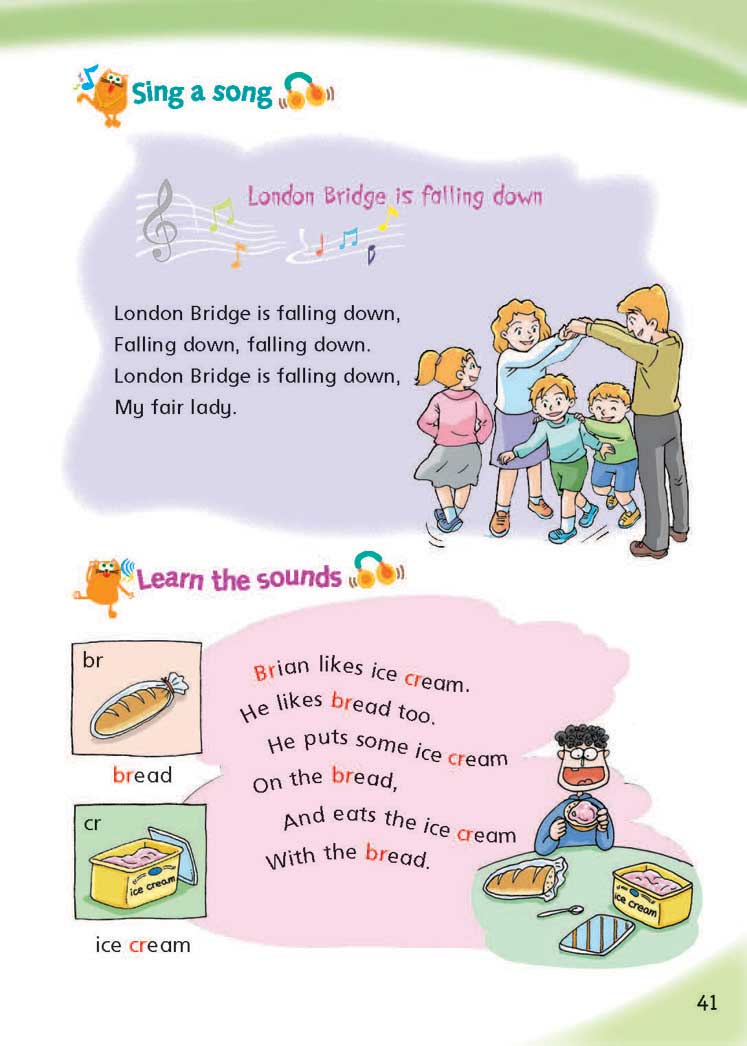 Sing a song
London Bridge is falling down
London Bridge is falling down,
Falling down, falling down.
London Bridge is falling down,
My fair lady.
Learn the sounds
br
bread
cr
ice cream
ice cream
Brian likes ice cream.
He likes bread too.
He puts some ice cream
On the bread,
And eats the ice cream
With the bread.
ice cream
41